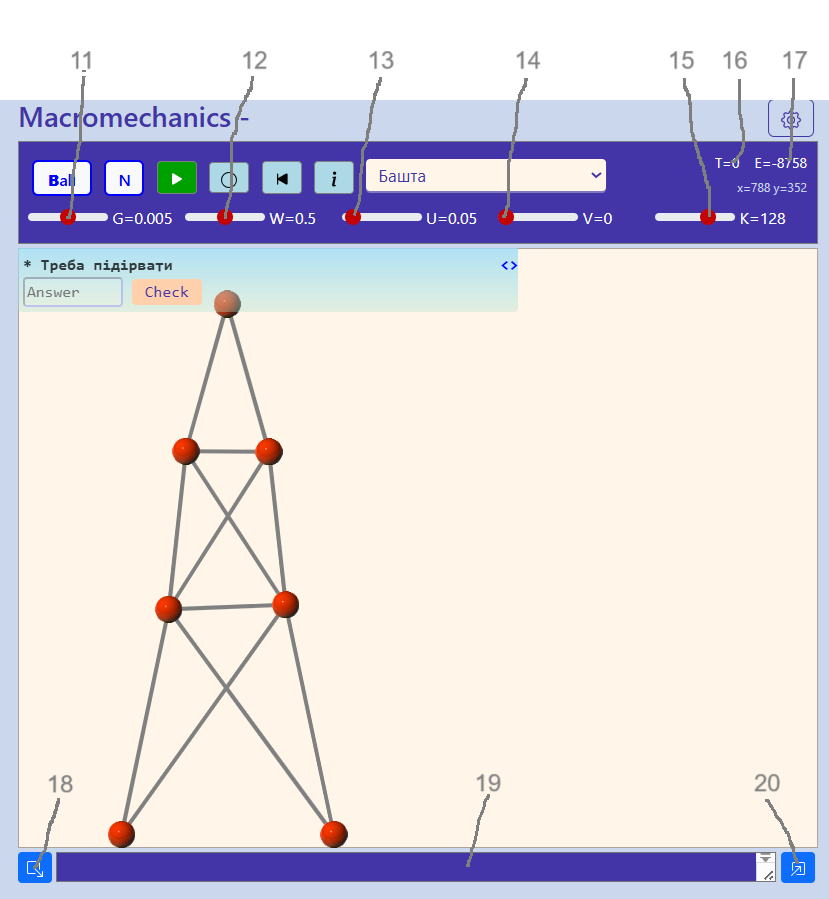 11 12 13 14 15 16 17
Macromechanics -
T=0 E=-8758
Ball N i Башта
x=788 y=352
G=0.005 W=0.5 U=0.05 V=0 K=128
* Треба підірвати <>
Answer Check
18 19 20